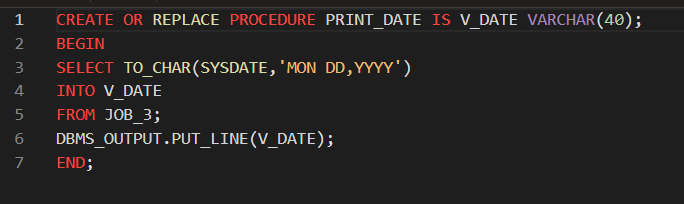 1 CREATE OR REPLACE PROCEDURE PRINT_DATE IS V_DATE VARCHAR(40);
2 BEGIN
3 SELECT TO_CHAR(SYSDATE,'MON DD,YYYY')
4 INTO V_DATE
5 FROM JOB_3;
6 DBMS_OUTPUT.PUT_LINE(V_DATE);
7 END;